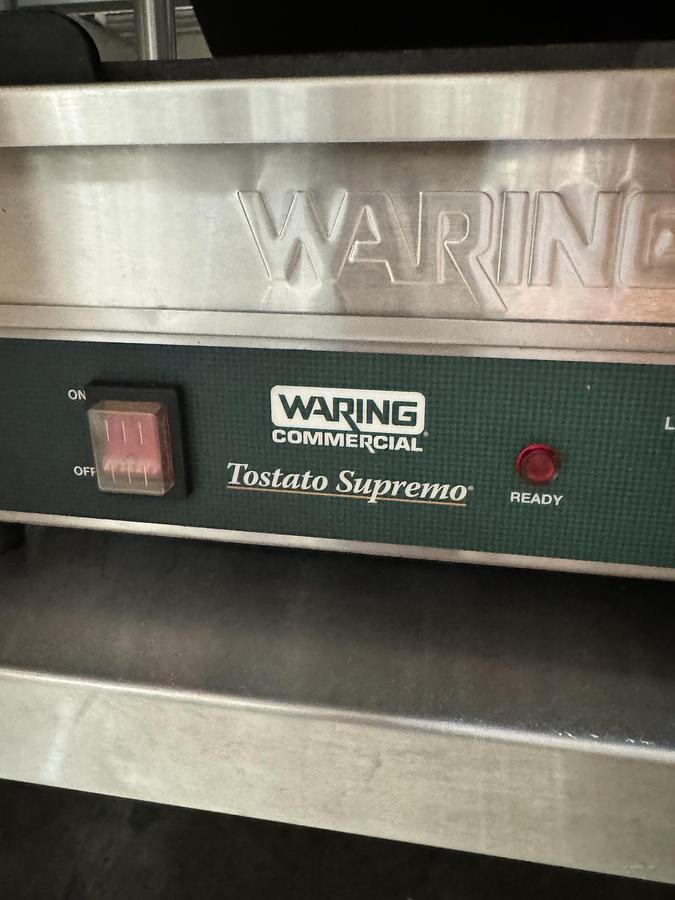 WARING
ON
OFF
WARING
COMMERCIAL
Tostato Supremo
READY
L